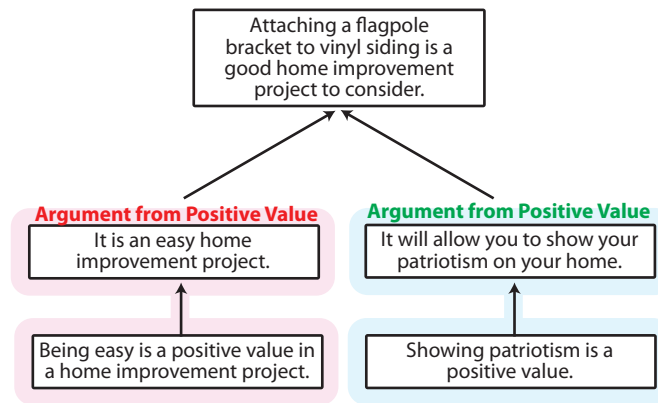 Attaching a flagpole
bracket to vinyl siding is a
good home improvement
project to consider.
Argument from Positive Value
It is an easy home
improvement project.
Being easy is a positive value in
a home improvement project.
Argument from Positive Value
It will allow you to show your
patriotism on your home.
Showing patriotism is a
positive value.